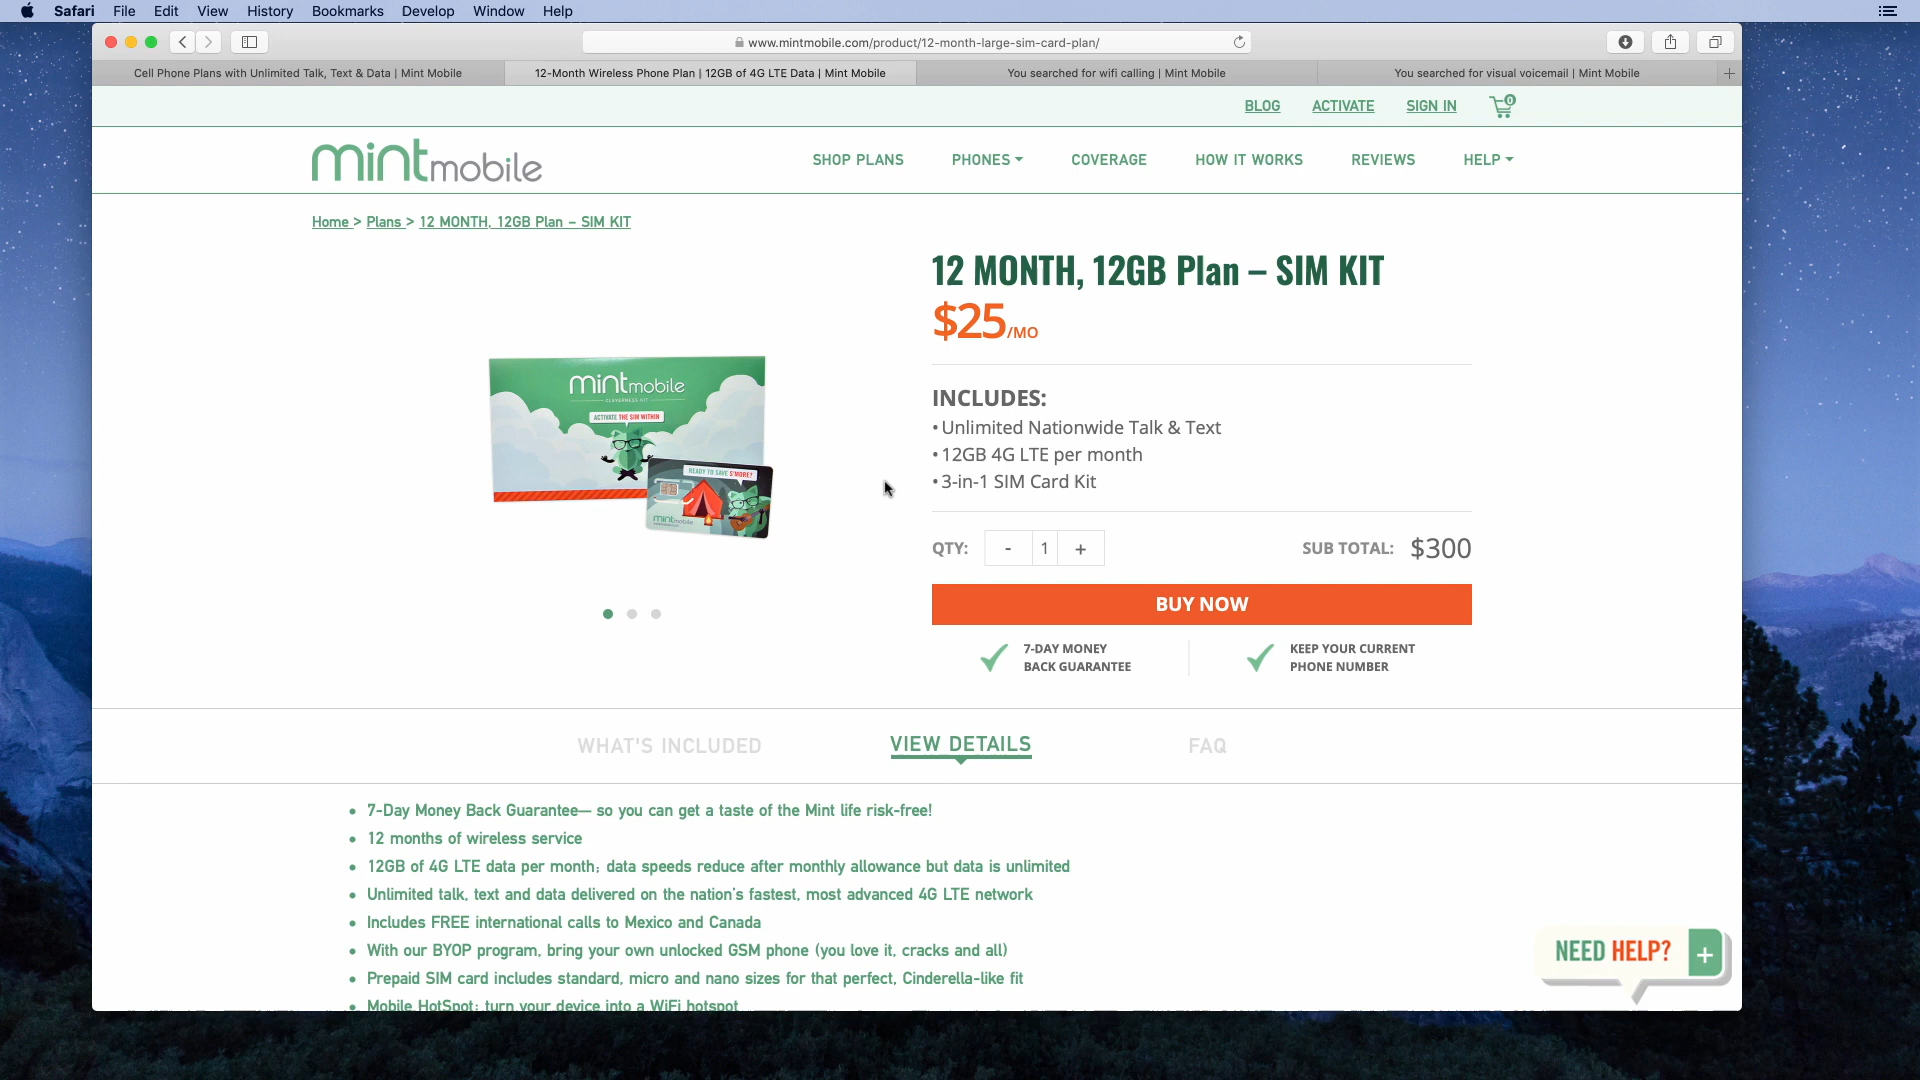 Safari File Edit View History Bookmarks Develop Window Help
www.mintmobile.com/product/12-month-large-sim-card-plan/
Cell Phone Plans with Unlimited Talk, Text & Data | Mint Mobile
12-Month Wireless Phone Plan | 12GB of 4G LTE Data | Mint Mobile
You searched for wifi calling | Mint Mobile
You searched for visual voicemail | Mint Mobile
BLOG ACTIVATE SIGN IN 0
mintmobile
SHOP PLANS PHONES COVERAGE HOW IT WORKS REVIEWS HELP
Home > Plans > 12 MONTH, 12GB Plan – SIM KIT
12 MONTH, 12GB Plan – SIM KIT
$25/MO
mintmobile
CLEVERNESS KIT
ACTIVATE THE SIM WITHIN
READY TO SAVE S'MORE?
mintmobile
INCLUDES:
•Unlimited Nationwide Talk & Text
•12GB 4G LTE per month
•3-in-1 SIM Card Kit
QTY: - 1 + SUB TOTAL: $300
BUY NOW
7-DAY MONEY
BACK GUARANTEE
KEEP YOUR CURRENT
PHONE NUMBER
WHAT'S INCLUDED VIEW DETAILS FAQ
• 7-Day Money Back Guarantee— so you can get a taste of the Mint life risk-free!
• 12 months of wireless service
• 12GB of 4G LTE data per month; data speeds reduce after monthly allowance but data is unlimited
• Unlimited talk, text and data delivered on the nation's fastest, most advanced 4G LTE network
• Includes FREE international calls to Mexico and Canada
• With our BYOP program, bring your own unlocked GSM phone (you love it, cracks and all)
• Prepaid SIM card includes standard, micro and nano sizes for that perfect, Cinderella-like fit
• Mobile HotSpot: turn your device into a WiFi hotspot
NEED HELP? +